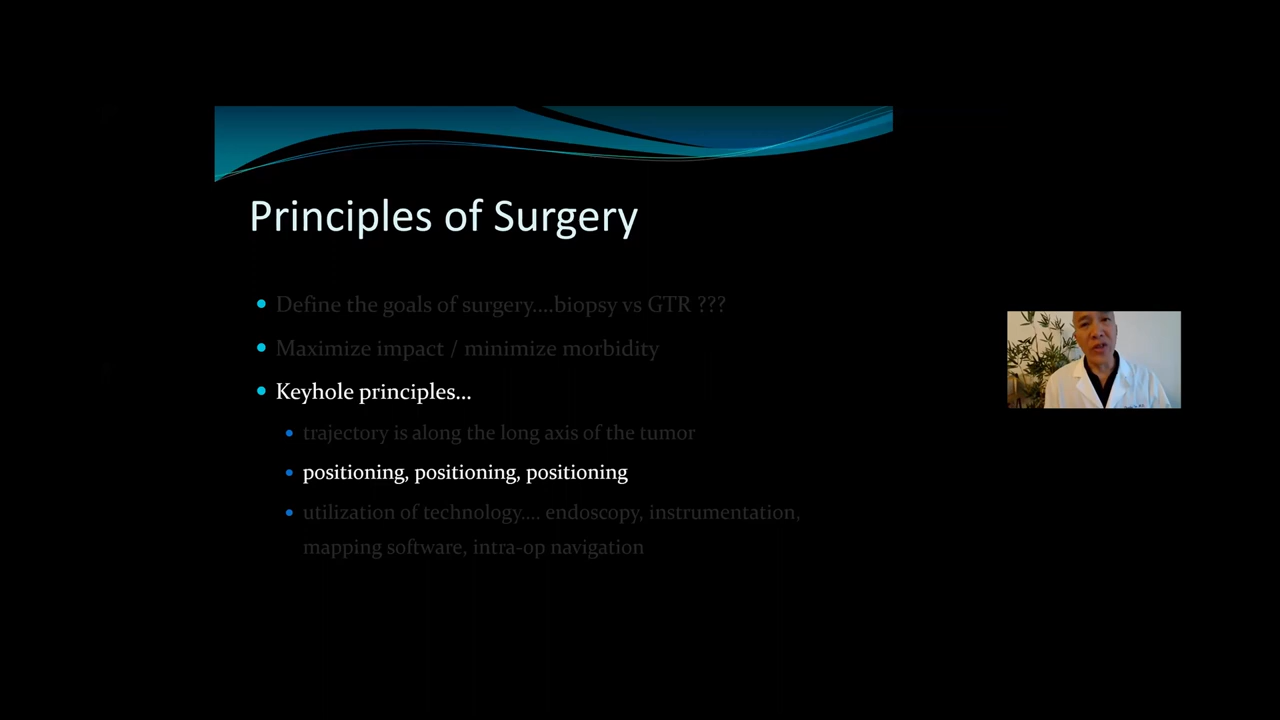 Principles of Surgery
Define the goals of surgery....biopsy vs GTR ???
Maximize impact / minimize morbidity
Keyhole principles...
trajectory is along the long axis of the tumor
positioning, positioning, positioning
utilization of technology.... endoscopy, instrumentation,
mapping software, intra-op navigation